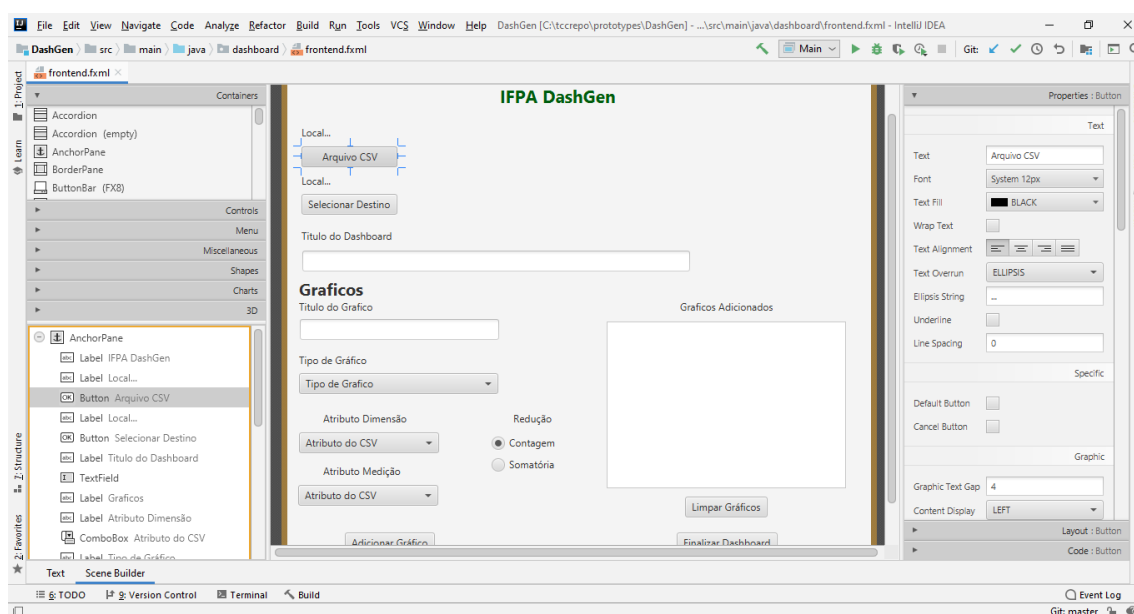 File Edit View Navigate Code Analyze Refactor Build Run Tools VCS Window Help DashGen [C:\tccrepo\prototypes\DashGen] - ...\src\main\java\dashboard\frontend.fxml - IntelliJ IDEA
DashGen src main java dashboard frontend.fxml Main Git:
frontend.fxml
1: Project
Learn
Z: Structure
2: Favorites
Containers
Accordion
Accordion (empty)
AnchorPane
BorderPane
ButtonBar (FX8)
Controls
Menu
Miscellaneous
Shapes
Charts
3D
AnchorPane
Label IFPA DashGen
Label Local...
Button Arquivo CSV
Label Local...
Button Selecionar Destino
Label Titulo do Dashboard
TextField
Label Graficos
Label Atributo Dimensão
ComboBox Atributo do CSV
Label Tipo de Gráfico
IFPA DashGen
Local...
Arquivo CSV
Local...
Selecionar Destino
Titulo do Dashboard
Graficos
Titulo do Grafico
Graficos Adicionados
Tipo de Gráfico
Tipo de Grafico
Atributo Dimensão
Redução
Atributo do CSV
Contagem
Somatória
Atributo Medição
Atributo do CSV
Limpar Gráficos
Adicionar Gráfico
Finalizar Dashboard
Properties : Button
Text
Text Arquivo CSV
Font System 12px
Text Fill BLACK
Wrap Text
Text Alignment
Text Overrun ELLIPSIS
Ellipsis String ...
Underline
Line Spacing 0
Specific
Default Button
Cancel Button
Graphic
Graphic Text Gap 4
Content Display LEFT
Layout : Button
Code : Button
Text Scene Builder
6: TODO 9: Version Control Terminal Build Event Log
Git: master